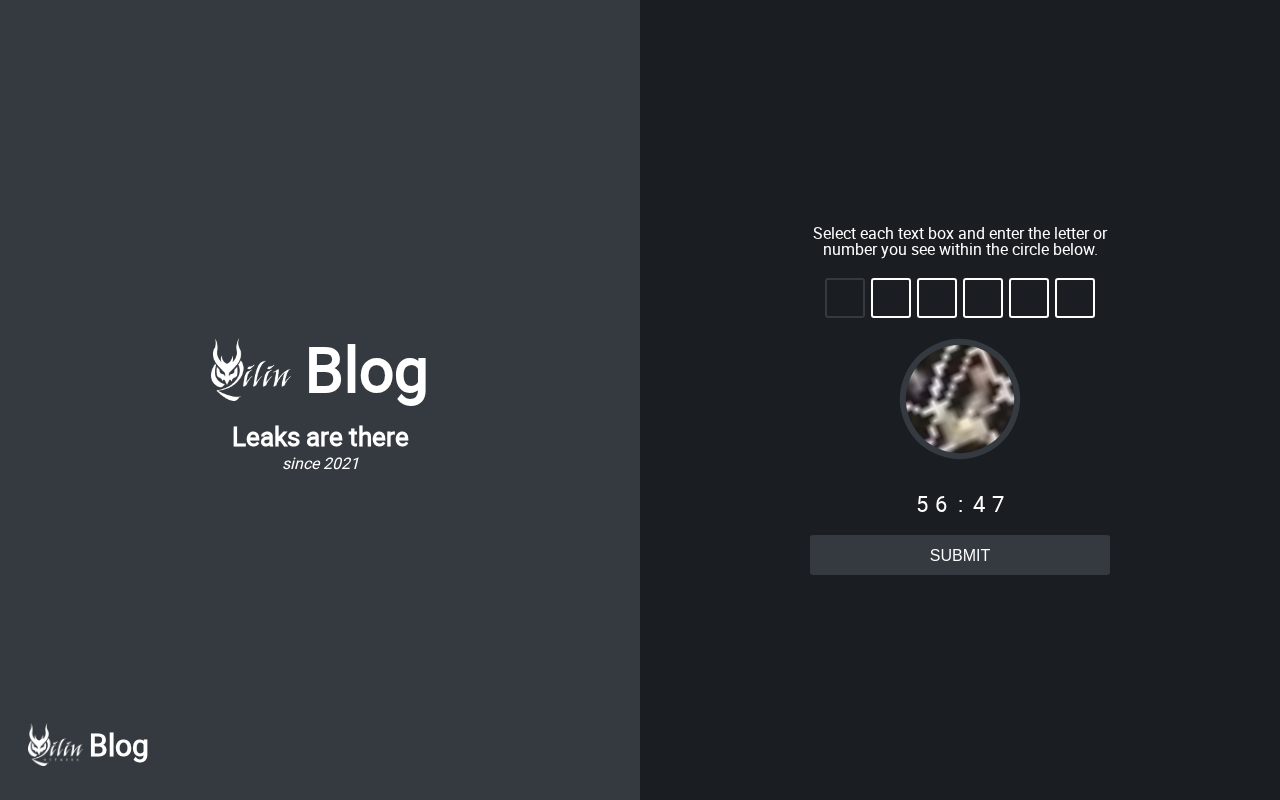 Qilin Blog
Leaks are there
since 2021
Qilin Blog
Select each text box and enter the letter or
number you see within the circle below.
56:47
SUBMIT